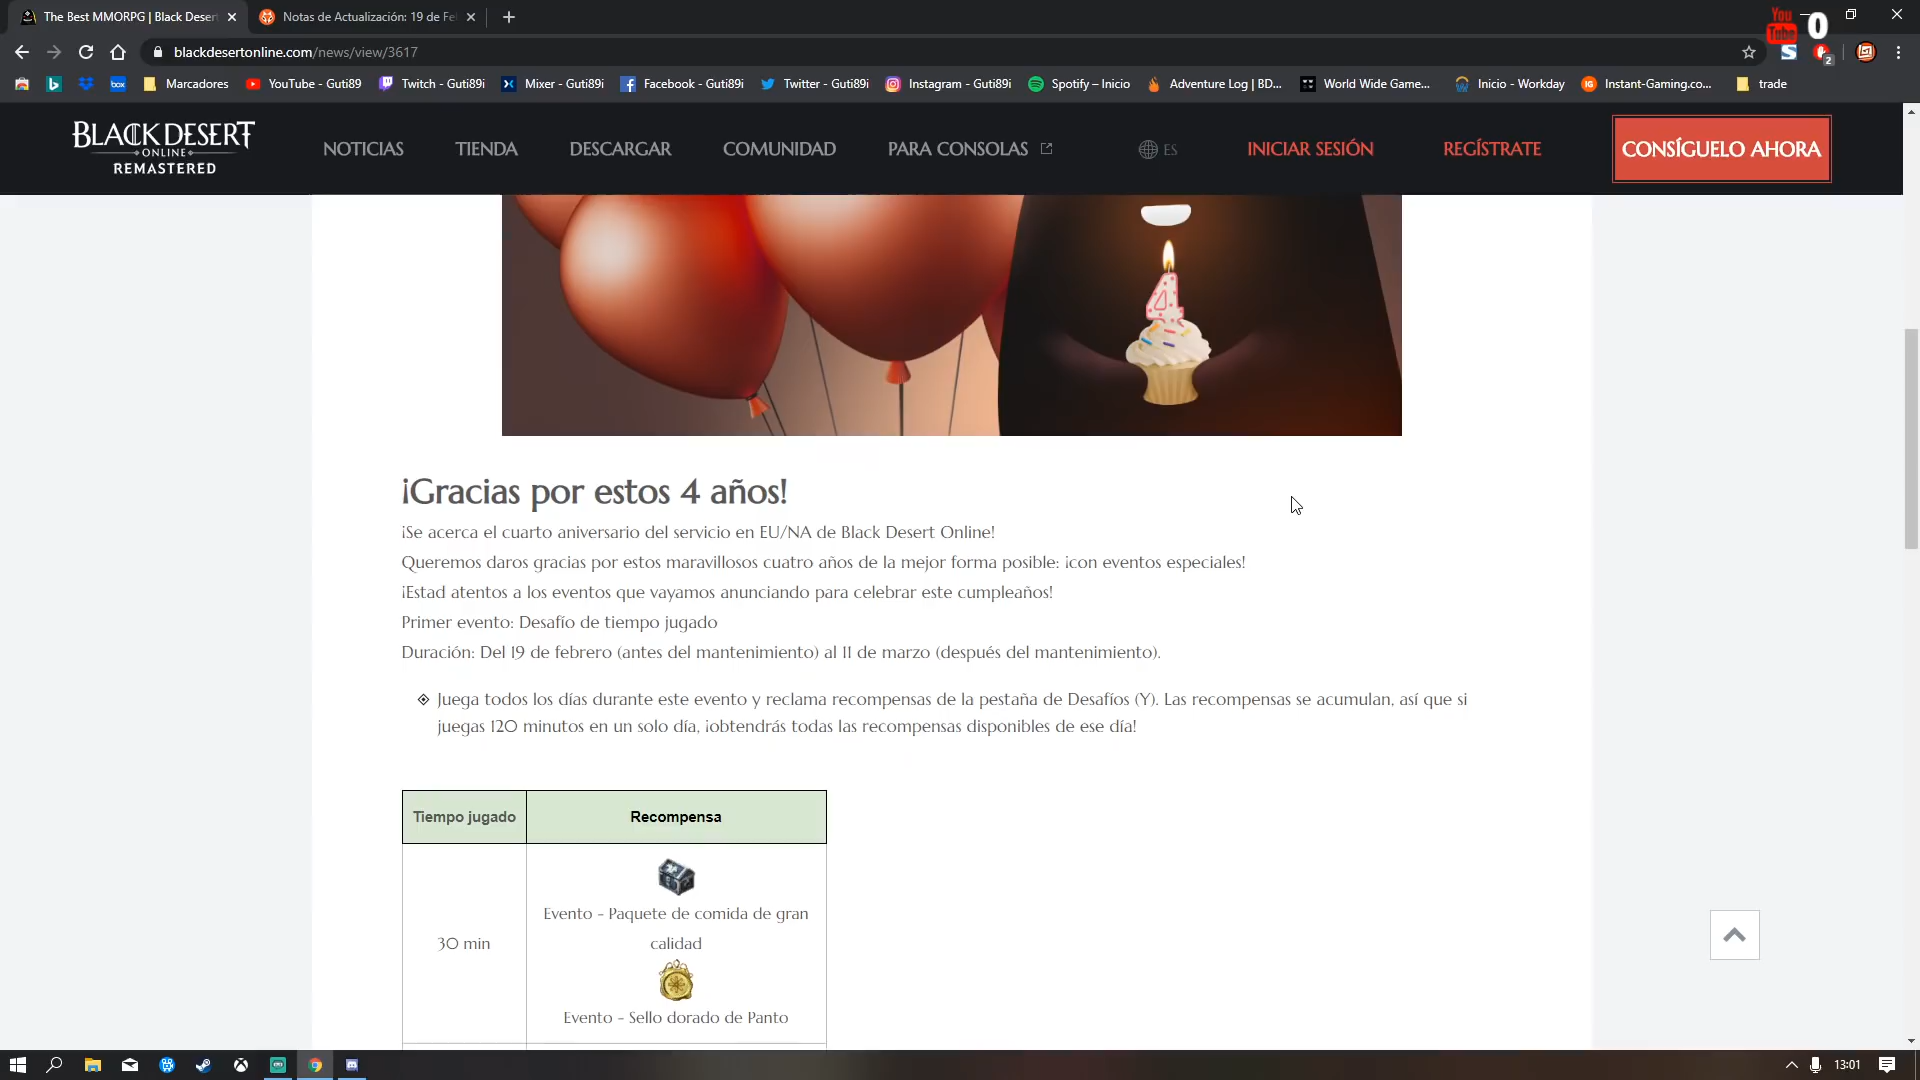 The Best MMORPG | Black Deser
Notas de Actualización: 19 de Fe
You
Tube
0
blackdesertonline.com/news/view/3617
2
box
Marcadores
YouTube - Guti89
Twitch - Guti89i
Mixer - Guti89i
Facebook - Guti89i
Twitter - Guti89i
Instagram - Guti89i
Spotify – Inicio
Adventure Log | BD...
World Wide Game...
Inicio - Workday
IG
Instant-Gaming.co...
trade
BLACK DESERT
ONLINE
REMASTERED
NOTICIAS
TIENDA
DESCARGAR
COMUNIDAD
PARA CONSOLAS
ES
INICIAR SESIÓN
REGÍSTRATE
CONSÍGUELO AHORA
4
¡Gracias por estos 4 años!
¡Se acerca el cuarto aniversario del servicio en EU/NA de Black Desert Online!
Queremos daros gracias por estos maravillosos cuatro años de la mejor forma posible: ¡con eventos especiales!
¡Estad atentos a los eventos que vayamos anunciando para celebrar este cumpleaños!
Primer evento: Desafío de tiempo jugado
Duración: Del 19 de febrero (antes del mantenimiento) al 11 de marzo (después del mantenimiento).
Juega todos los días durante este evento y reclama recompensas de la pestaña de Desafíos (Y). Las recompensas se acumulan, así que si
juegas 120 minutos en un solo día, ¡obtendrás todas las recompensas disponibles de ese día!
Tiempo jugado
Recompensa
30 min
Evento - Paquete de comida de gran
calidad
Evento - Sello dorado de Panto
13:01